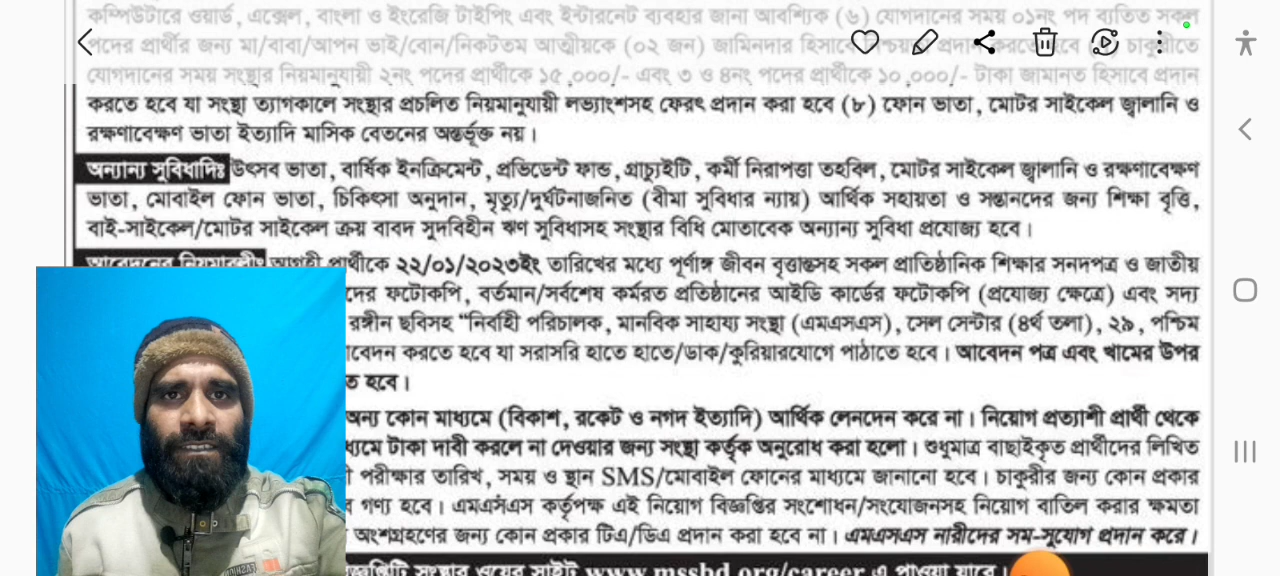 কম্পিউটারে ওয়ার্ড, এক্সেল, বাংলা ও ইংরেজি টাইপিং এবং ইন্টারনেট ব্যবহার জানা আবশ্যিক (৬) যোগদানের সময় ০১নং পদ ব্যতিত সকল
পদের প্রার্থীর জন্য মা/বাবা/আপন ভাই/বোন/নিকটতম আত্মীয়কে (০২ জন) জামিনদার হিসাবে প্রদান করতে হবে চাকুরীতে
যোগদানের সময় সংস্থার নিয়মানুযায়ী ২নং পদের প্রার্থীকে ১৫,০০০/- এবং ৩ ও ৪নং পদের প্রার্থীকে ১০,০০০/- টাকা জামানত হিসাবে প্রদান
করতে হবে যা সংস্থা ত্যাগকালে সংস্থার প্রচলিত নিয়মানুযায়ী লভ্যাংশসহ ফেরৎ প্রদান করা হবে (৮) ফোন ভাতা, মোটর সাইকেল জ্বালানি ও
রক্ষণাবেক্ষণ ভাতা ইত্যাদি মাসিক বেতনের অন্তর্ভূক্ত নয়।
অন্যান্য সুবিধাদিঃ উৎসব ভাতা, বার্ষিক ইনক্রিমেন্ট, প্রভিডেন্ট ফান্ড, গ্রাচ্যুইটি, কর্মী নিরাপত্তা তহবিল, মোটর সাইকেল জ্বালানি ও রক্ষণাবেক্ষণ
ভাতা, মোবাইল ফোন ভাতা, চিকিৎসা অনুদান, মৃত্যু/দুর্ঘটনাজনিত (বীমা সুবিধার ন্যায়) আর্থিক সহায়তা ও সন্তানদের জন্য শিক্ষা বৃত্তি,
বাই-সাইকেল/মোটর সাইকেল ক্রয় বাবদ সুদবিহীন ঋণ সুবিধাসহ সংস্থার বিধি মোতাবেক অন্যান্য সুবিধা প্রযোজ্য হবে।
আবেদনের নিয়মাবলীঃ আগ্রহী প্রার্থীকে ২২/০১/২০২৩ইং তারিখের মধ্যে পূর্ণাঙ্গ জীবন বৃত্তান্তসহ সকল প্রাতিষ্ঠানিক শিক্ষার সনদপত্র ও জাতীয়
দের ফটোকপি, বর্তমান/সর্বশেষ কর্মরত প্রতিষ্ঠানের আইডি কার্ডের ফটোকপি (প্রযোজ্য ক্ষেত্রে) এবং সদ্য
রঙ্গীন ছবিসহ “নির্বাহী পরিচালক, মানবিক সাহায্য সংস্থা (এমএসএস), সেল সেন্টার (৪র্থ তলা), ২৯, পশ্চিম
াবেদন করতে হবে যা সরাসরি হাতে হাতে/ডাক/কুরিয়ারযোগে পাঠাতে হবে। আবেদন পত্র এবং খামের উপর
ত হবে।
অন্য কোন মাধ্যমে (বিকাশ, রকেট ও নগদ ইত্যাদি) আর্থিক লেনদেন করে না। নিয়োগ প্রত্যাশী প্রার্থী থেকে
ধ্যমে টাকা দাবী করলে না দেওয়ার জন্য সংস্থা কর্তৃক অনুরোধ করা হলো। শুধুমাত্র বাছাইকৃত প্রার্থীদের লিখিত
পরীক্ষার তারিখ, সময় ও স্থান SMS/মোবাইল ফোনের মাধ্যমে জানানো হবে। চাকুরীর জন্য কোন প্রকার
গণ্য হবে। এমএসএস কর্তৃপক্ষ এই নিয়োগ বিজ্ঞপ্তির সংশোধন/সংযোজনসহ নিয়োগ বাতিল করার ক্ষমতা
অংশগ্রহণের জন্য কোন প্রকার টিএ/ডিএ প্রদান করা হবে না। এমএসএস নারীদের সম-সুযোগ প্রদান করে।
জ্ঞপ্তিটি সংস্থার ওয়েব সাইট www.mssbd.org/career এ পাওয়া যাবে।